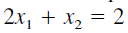 2x₁ + x₂ = 2